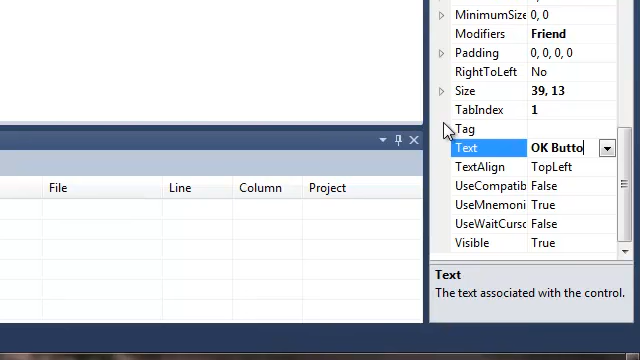 MinimumSize 0, 0
Modifiers Friend
Padding 0, 0, 0, 0
RightToLeft No
Size 39, 13
TabIndex 1
Tag
Text OK Butto
TextAlign TopLeft
UseCompatib False
UseMnemoni True
UseWaitCurso False
Visible True
File Line Column Project
Text
The text associated with the control.